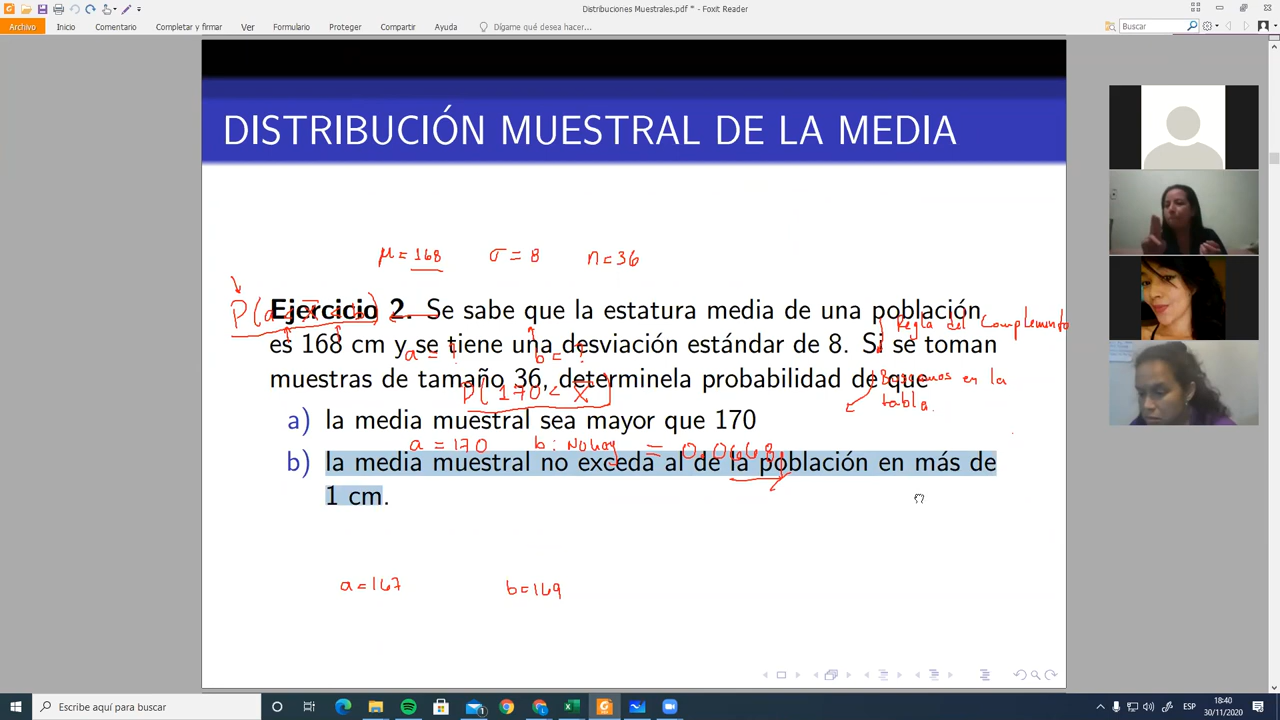 Distribuciones Muestrales.pdf * - Foxit Reader
Archivo Inicio Comentario Completar y firmar Ver Formulario Proteger Compartir Ayuda Dígame qué desea hacer... Buscar
DISTRIBUCIÓN MUESTRAL DE LA MEDIA
μ = 168 σ = 8 n = 36
P(a < X̄ < b)
Ejercicio 2. Se sabe que la estatura media de una población
Regla del Complemento
es 168 cm y se tiene una desviación estándar de 8. Si se toman
a = ? b = ?
muestras de tamaño 36, determinela probabilidad de que
Buscamos en la
tabla.
P(170 < X̄)
a) la media muestral sea mayor que 170
a = 170 b: No hay = 0.0668
b) la media muestral no exceda al de la población en más de
1 cm.
a = 167 b = 169
Escribe aquí para buscar
ESP
18:40
30/11/2020